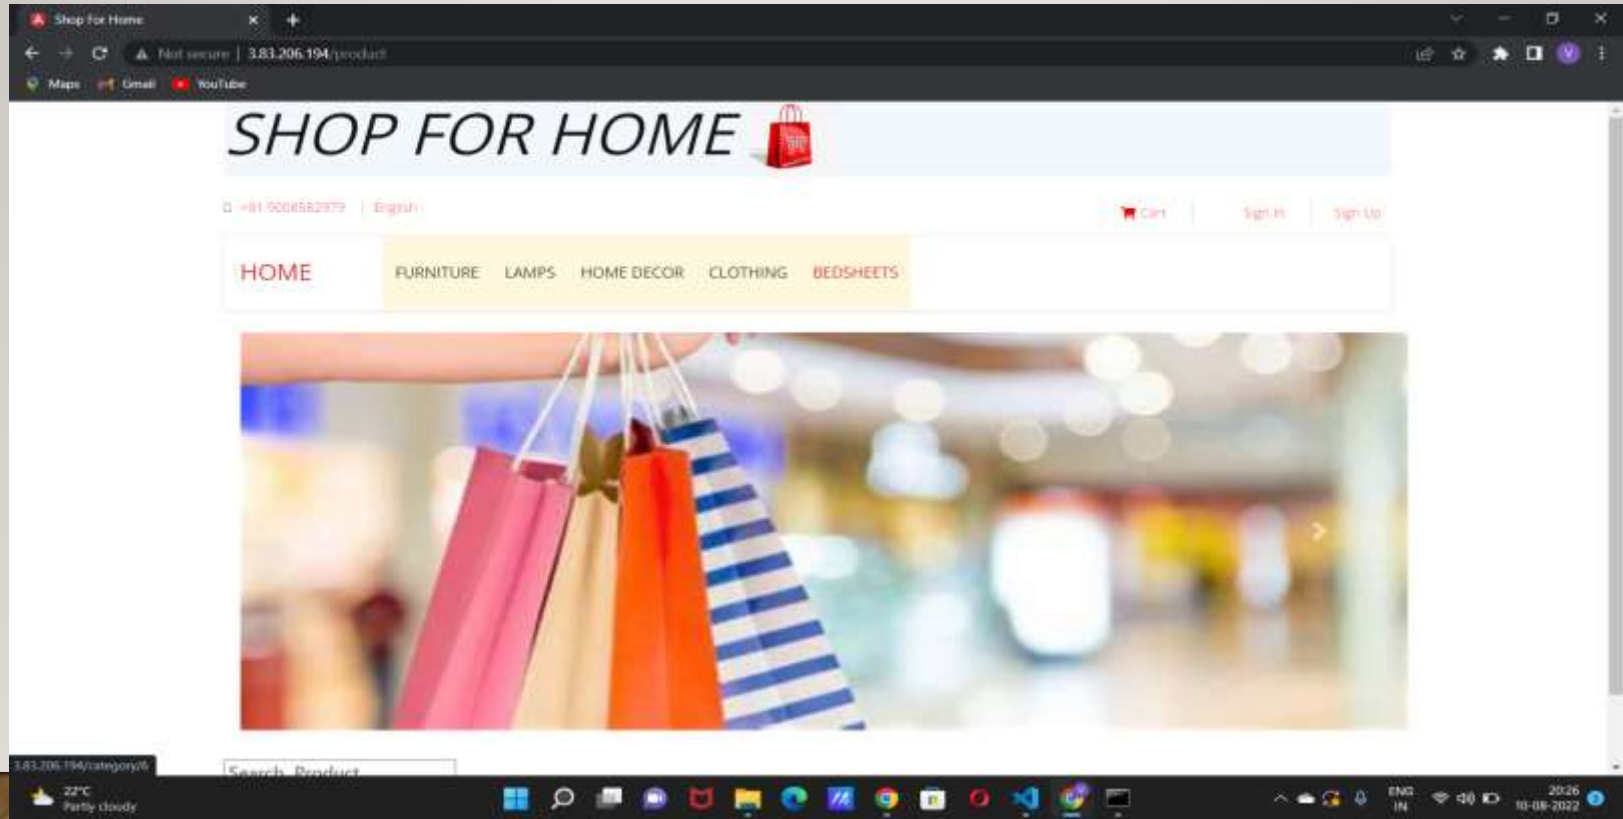 Shop For Home
Not secure | 3.83.206.194/product
Maps Gmail YouTube
SHOP FOR HOME
English
Cart Sign In Sign Up
HOME FURNITURE LAMPS HOME DECOR CLOTHING BEDSHEETS
3.83.206.194/category/6
Search Product
22°C
Partly cloudy
ENG
IN
20:26
10-08-2022